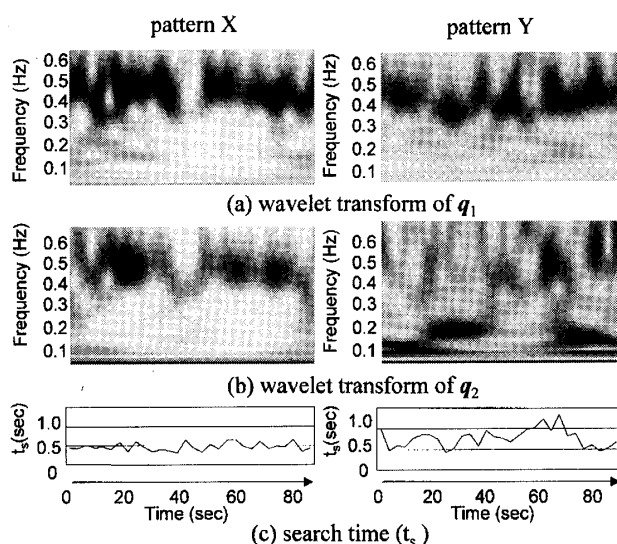 pattern X
pattern Y
Frequency (Hz)
0.6
0.5
0.4
0.3
0.2
0.1
Frequency (Hz)
0.6
0.5
0.4
0.3
0.2
0.1
(a) wavelet transform of q1
Frequency (Hz)
0.6
0.5
0.4
0.3
0.2
0.1
Frequency (Hz)
0.6
0.5
0.4
0.3
0.2
0.1
(b) wavelet transform of q2
ts(sec)
1.0
0.5
0
0 20 40 60 80
Time (sec)
ts(sec)
1.0
0.5
0
0 20 40 60 80
Time (sec)
(c) search time (ts )